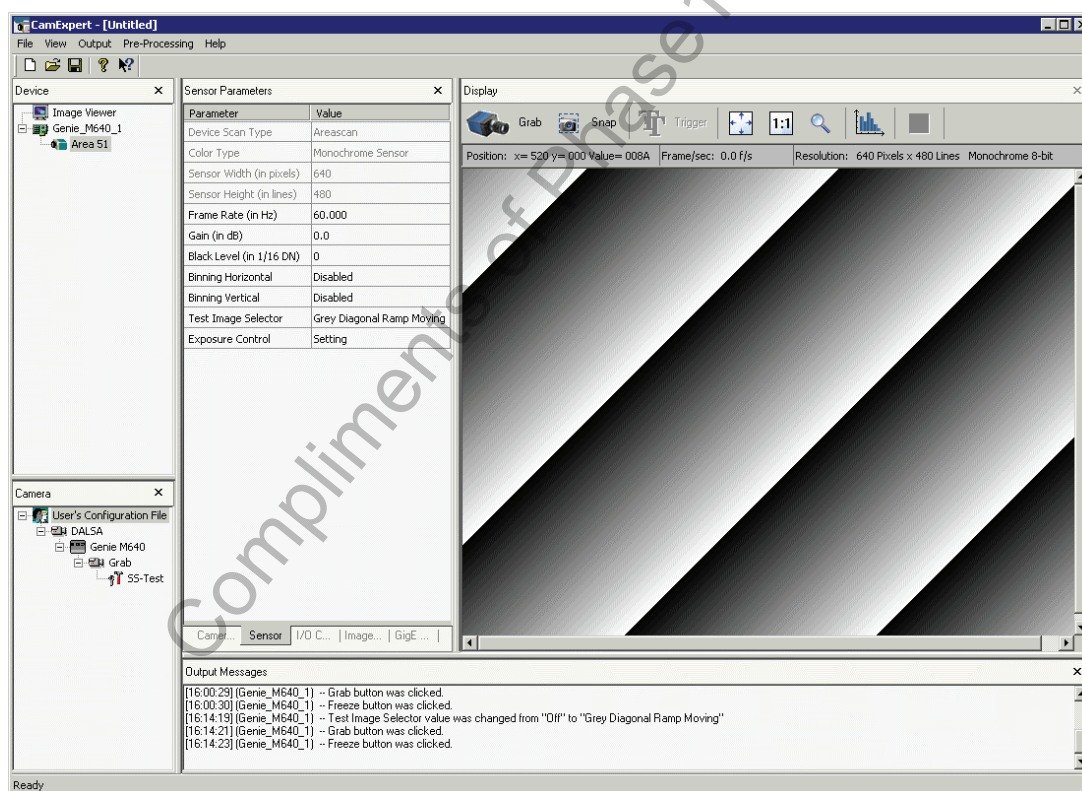 CamExpert - [Untitled]
File View Output Pre-Processing Help
Device
Image Viewer
Genie_M640_1
Area 51
Sensor Parameters
Parameter Value
Device Scan Type Areascan
Color Type Monochrome Sensor
Sensor Width (in pixels) 640
Sensor Height (in lines) 480
Frame Rate (in Hz) 60.000
Gain (in dB) 0.0
Black Level (in 1/16 DN) 0
Binning Horizontal Disabled
Binning Vertical Disabled
Test Image Selector Grey Diagonal Ramp Moving
Exposure Control Setting
Camer... Sensor I/O C... Image... GigE ...
Display
Grab Snap Trigger 1:1
Position: x= 520 y= 000 Value= 008A Frame/sec: 0.0 f/s Resolution: 640 Pixels x 480 Lines Monochrome 8-bit
Camera
User's Configuration File
DALSA
Genie M640
Grab
SS-Test
Output Messages
[16:00:29] (Genie_M640_1) -- Grab button was clicked.
[16:00:30] (Genie_M640_1) -- Freeze button was clicked.
[16:14:19] (Genie_M640_1) -- Test Image Selector value was changed from "Off" to "Grey Diagonal Ramp Moving"
[16:14:21] (Genie_M640_1) -- Grab button was clicked.
[16:14:23] (Genie_M640_1) -- Freeze button was clicked.
Ready
Compliments of Phase1